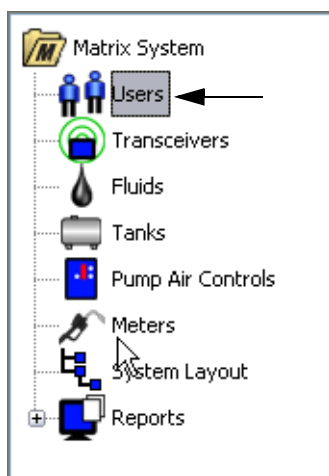 Matrix System
Users
Transceivers
Fluids
Tanks
Pump Air Controls
Meters
System Layout
Reports